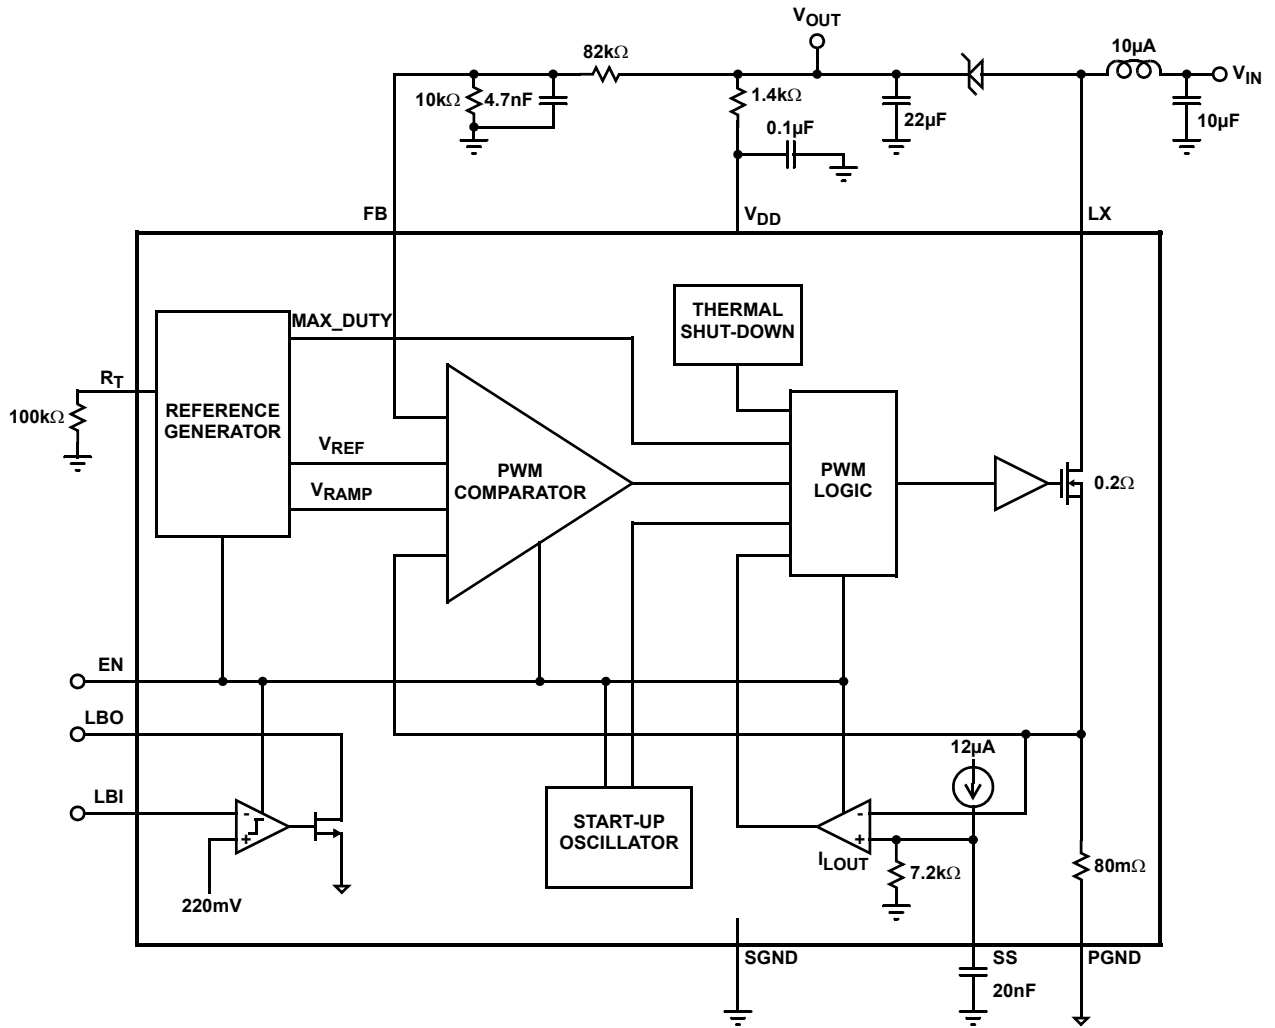 VOUT
82kΩ
10µA
VIN
10kΩ
4.7nF
1.4kΩ
0.1µF
22µF
10µF
FB
VDD
LX
THERMAL
SHUT-DOWN
MAX_DUTY
RT
100kΩ
REFERENCE
GENERATOR
VREF
VRAMP
PWM
COMPARATOR
PWM
LOGIC
0.2Ω
EN
LBO
12µA
LBI
-
+
220mV
START-UP
OSCILLATOR
-
+
ILOUT
7.2kΩ
80mΩ
SGND
SS
PGND
20nF